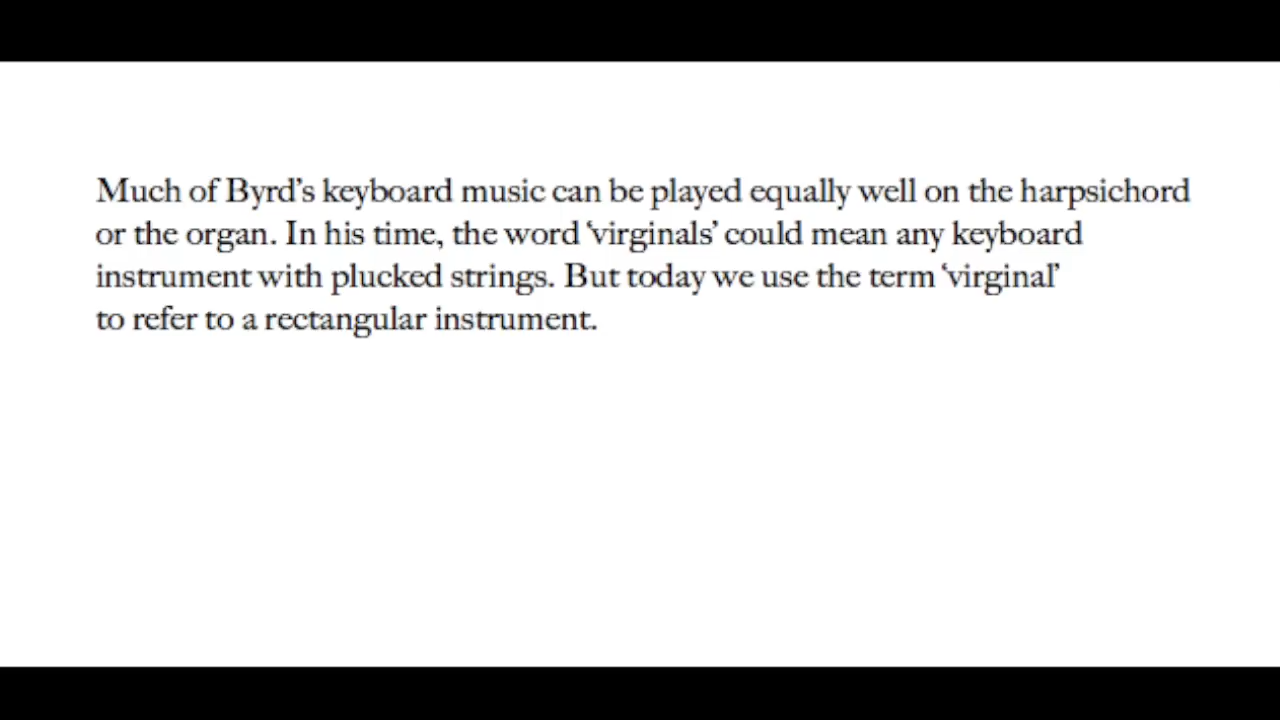 Much of Byrd’s keyboard music can be played equally well on the harpsichord
or the organ. In his time, the word ‘virginals’ could mean any keyboard
instrument with plucked strings. But today we use the term ‘virginal’
to refer to a rectangular instrument.